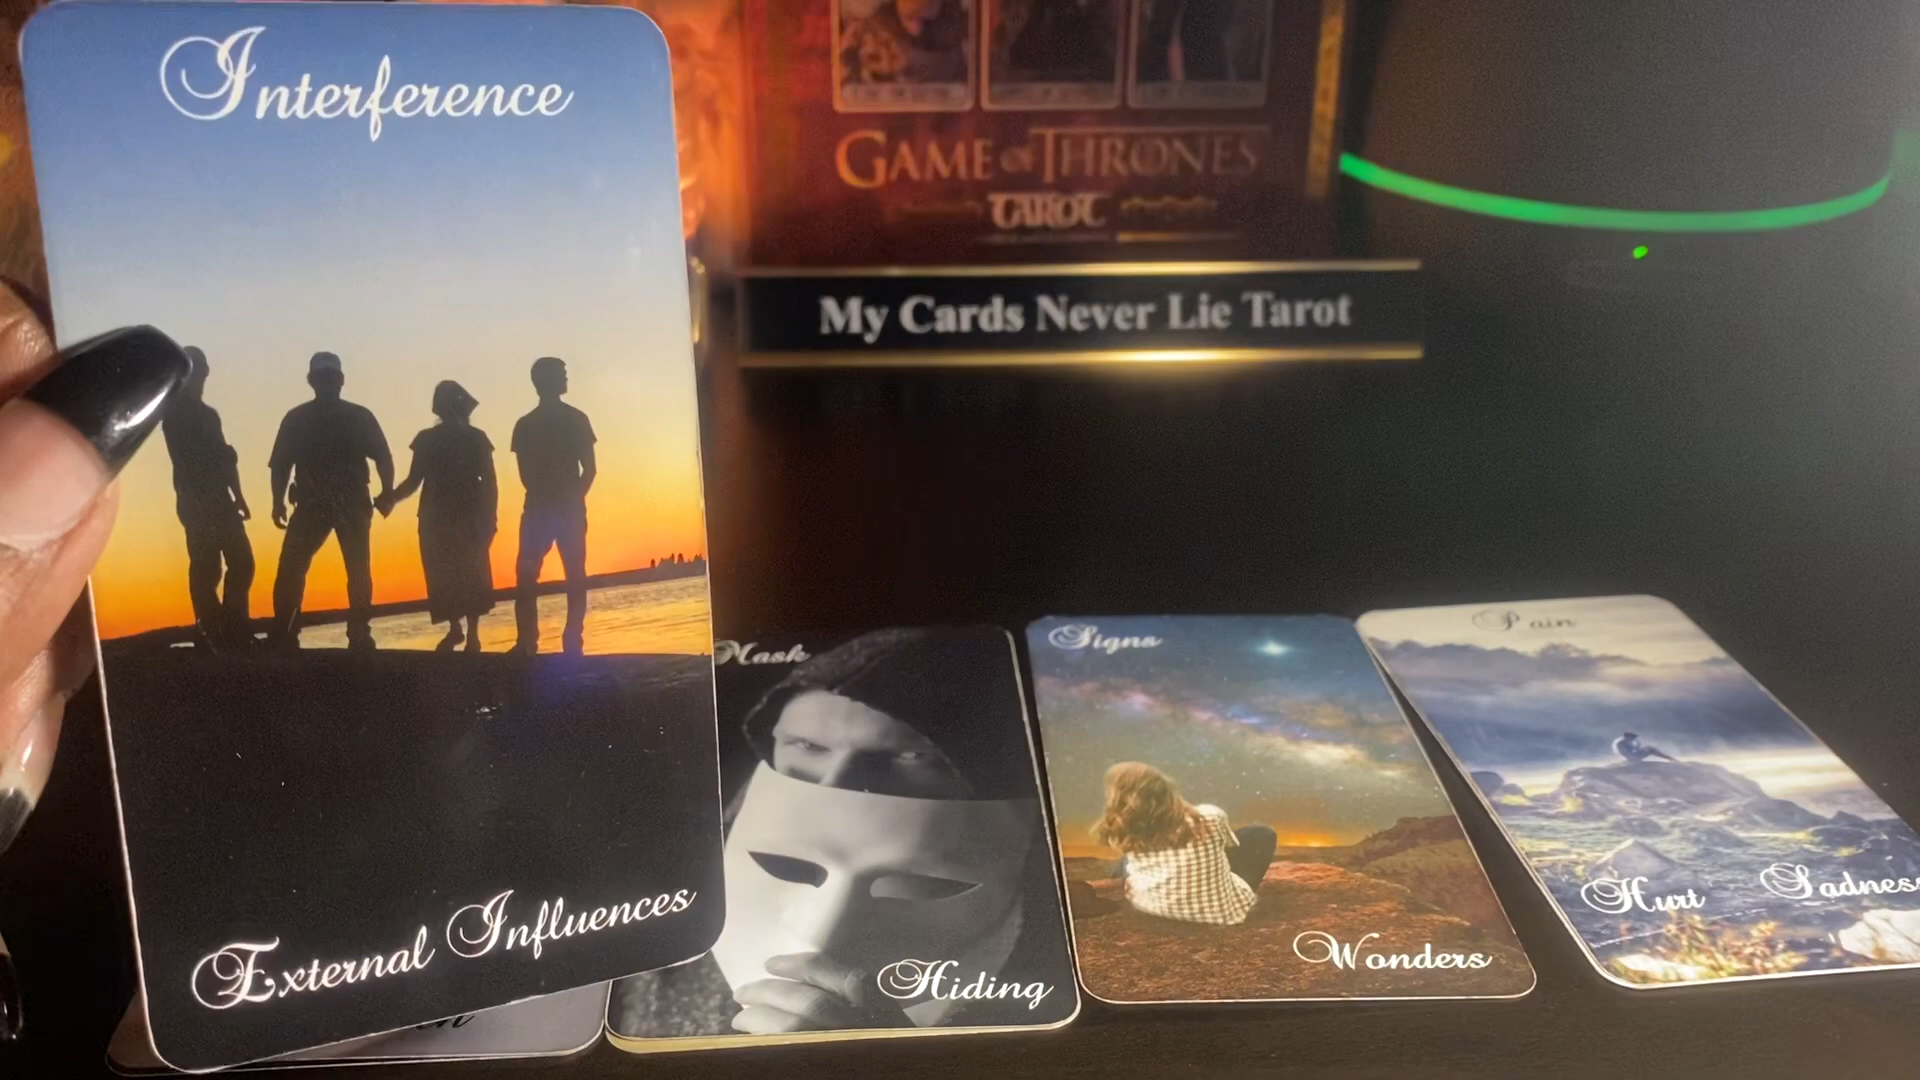 Interference
External Influences
GAME of THRONES
TAROT
My Cards Never Lie Tarot
Mask
Hiding
Signs
Wonders
Pain
Hurt Sadness